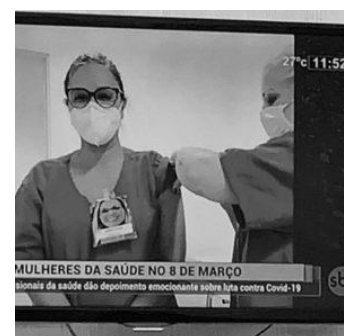 27°c 11:52
MULHERES DA SAÚDE NO 8 DE MARÇO
ssionais da saúde dão depoimento emocionante sobre luta contra Covid-19
sb